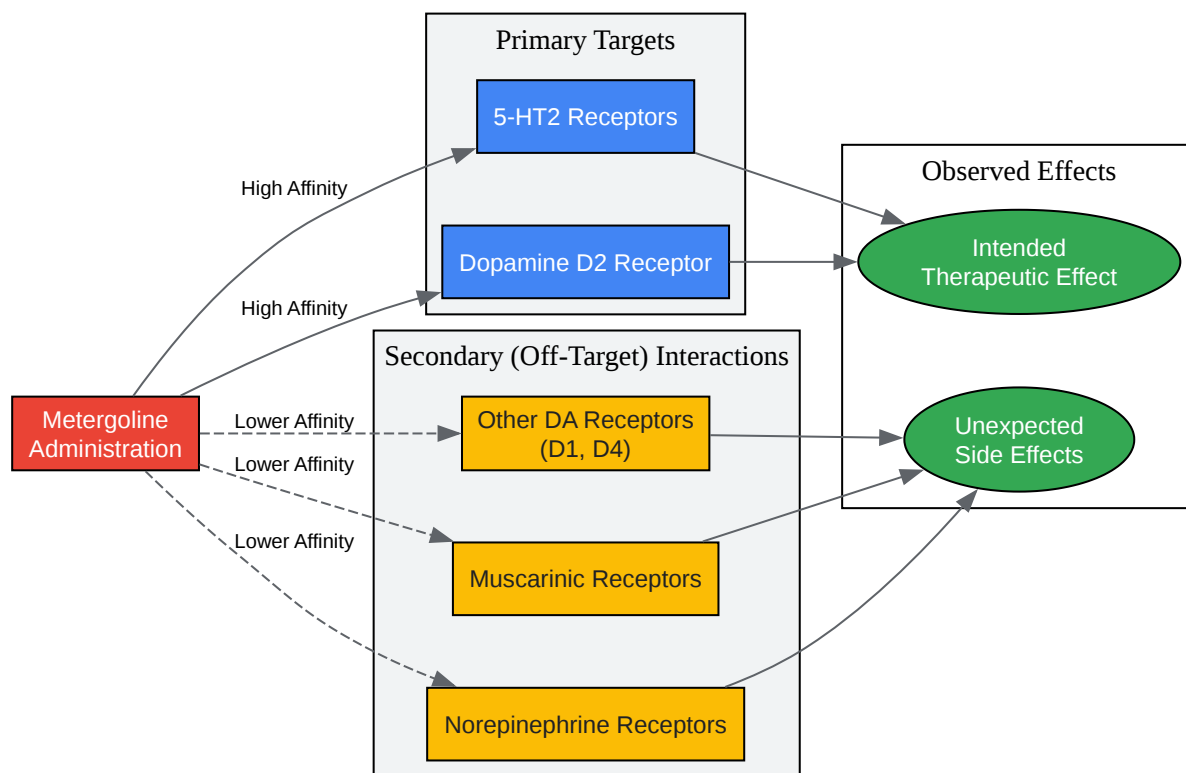 Primary Targets
5-HT2 Receptors
Dopamine D2 Receptor
High Affinity
High Affinity
Observed Effects
Intended
Therapeutic Effect
Unexpected
Side Effects
Metergoline
Administration
Lower Affinity
Lower Affinity
Lower Affinity
Secondary (Off-Target) Interactions
Other DA Receptors
(D1, D4)
Muscarinic Receptors
Norepinephrine Receptors